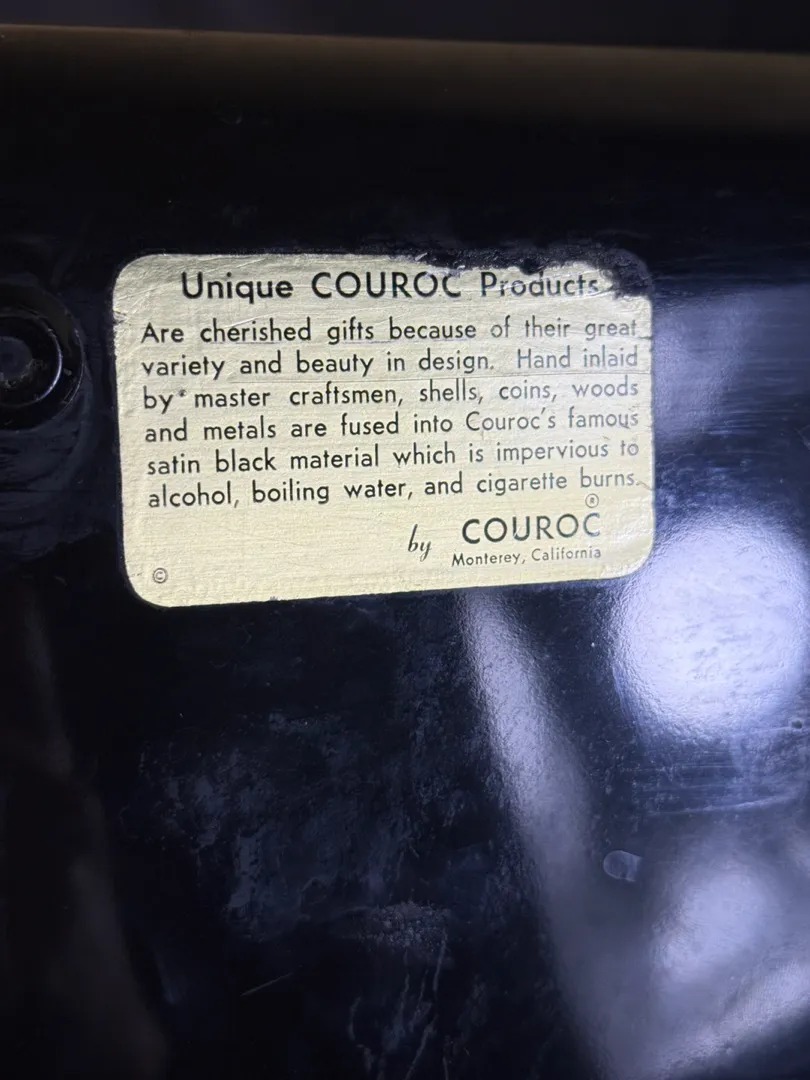 Unique COUROC Products
Are cherished gifts because of their great
variety and beauty in design. Hand inlaid
by master craftsmen, shells, coins, woods
and metals are fused into Couroc's famous
satin black material which is impervious to
alcohol, boiling water, and cigarette burns.
®
by COUROC
Monterey, California
©